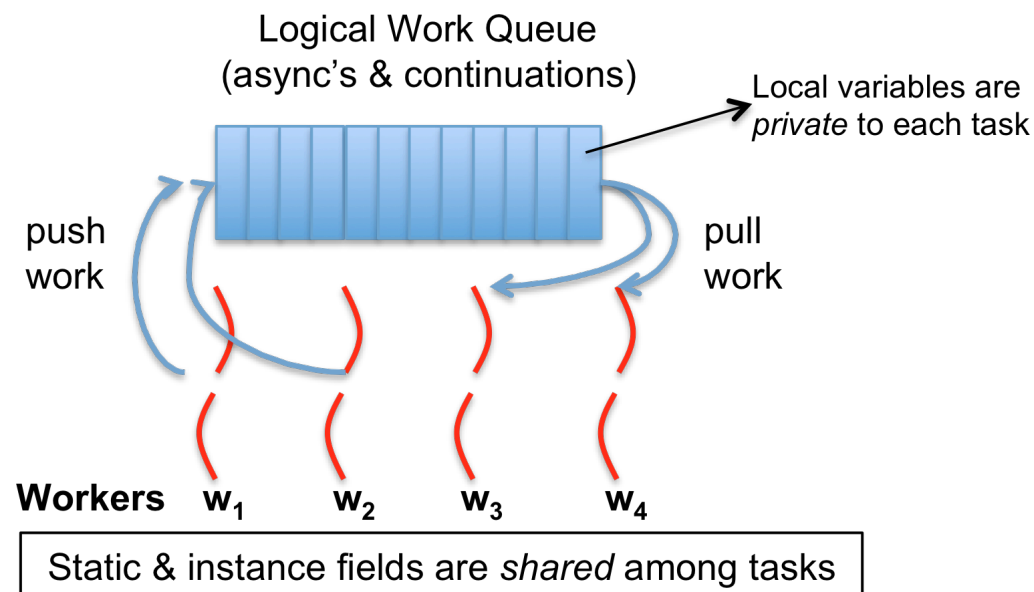 Logical Work Queue
(async’s & continuations)
Local variables are
private to each task
push
work
pull
work
Workers w1 w2 w3 w4
Static & instance fields are shared among tasks